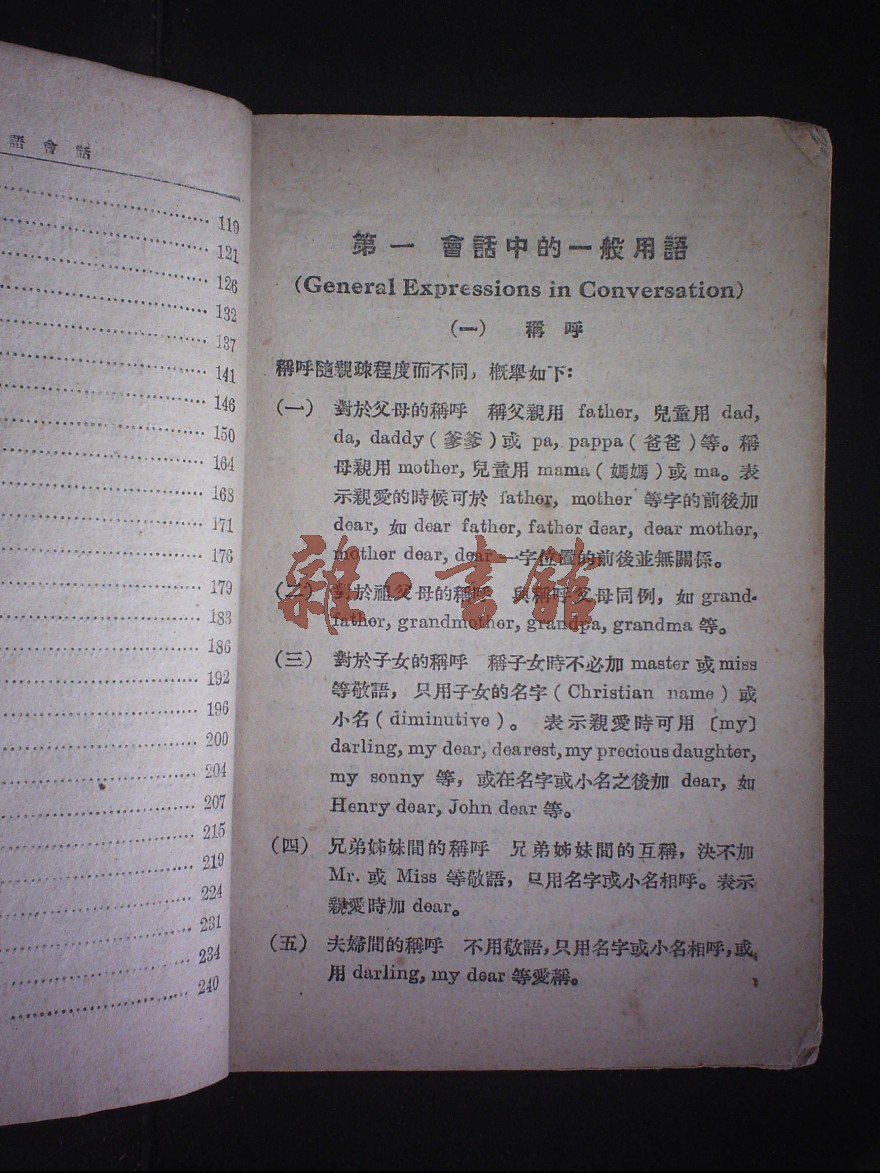 語會話
119
121
126
132
137
141
146
150
164
168
171
176
179
183
186
192
196
200
204
207
215
219
224
231
234
240
第一 會話中的一般用語
(General Expressions in Conversation)
(一) 稱呼
稱呼隨親疎程度而不同，概舉如下：
(一) 對於父母的稱呼 稱父親用 father, 兒童用 dad,
da, daddy (爹爹) 或 pa, pappa (爸爸) 等。稱
母親用 mother, 兒童用 mama (媽媽) 或 ma。表
示親愛的時候可於 father, mother 等字的前後加
dear, 如 dear father, father dear, dear mother,
mother dear, dear 一字位置的前後並無關係。
(二) 對於祖父母的稱呼 與稱呼父母同例，如 grand-
father, grandmother, grandpa, grandma 等。
(三) 對於子女的稱呼 稱子女時不必加 master 或 miss
等敬語，只用子女的名字 (Christian name) 或
小名 (diminutive)。 表示親愛時可用 〔my〕
darling, my dear, dearest, my precious daughter,
my sonny 等，或在名字或小名之後加 dear, 如
Henry dear, John dear 等。
(四) 兄弟姊妹間的稱呼 兄弟姊妹間的互稱，決不加
Mr. 或 Miss 等敬語，只用名字或小名相呼。表示
親愛時加 dear。
(五) 夫婦間的稱呼 不用敬語，只用名字或小名相呼，或
用 darling, my dear 等愛稱。
雜·書館